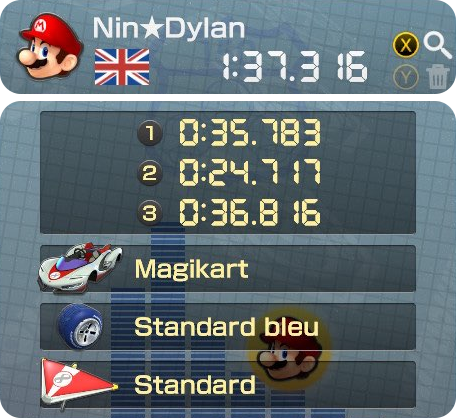 Nin★Dylan
1:37.316
X
Y
1 0:35.783
2 0:24.717
3 0:36.816
Magikart
Standard bleu
Standard